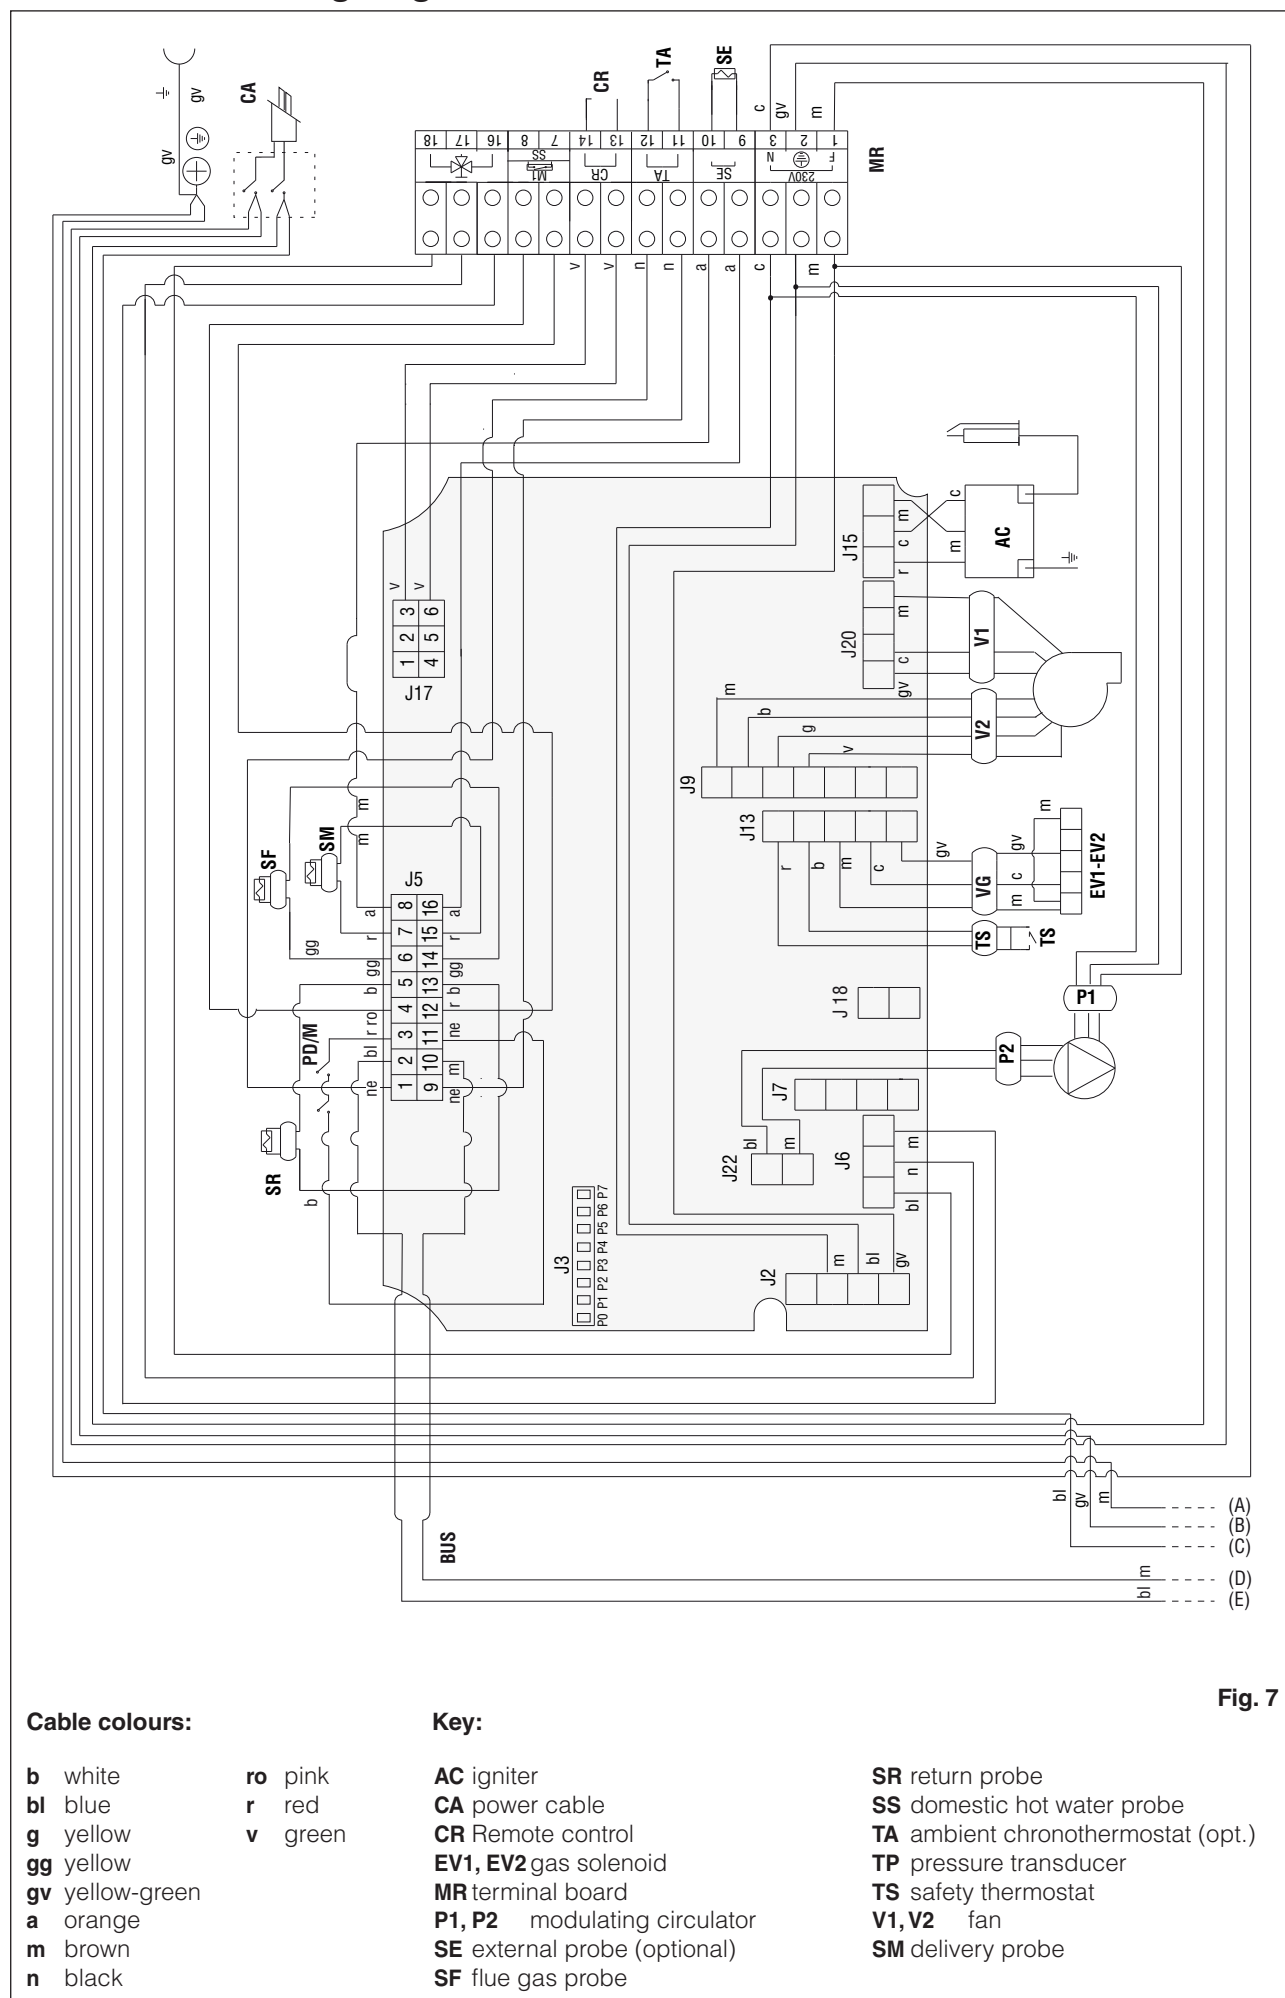 CA
gv
gv
CR
TA
SE
c
gv
m
18 17 16 8 7 14 13 12 11 10 9 3 2 1
SS
M1
CR
TA
SE
N
F
230V
MR
v v n n a a c m
J15
m
c
r
c
m
AC
J20
m
c
gv
V1
V2
m
b
g
v
J9
J13
r
b
m
c
gv
VG
gv
c
m
m
EV1-EV2
TS
TS
J18
P1
P2
J7
J22
bl
m
J6
m
n
bl
J2
m
bl
gv
J3
P0 P1 P2 P3 P4 P5 P6 P7
v
v
3 6
2 5
1 4
J17
SF
SM
m
m
J5
8 16
7 15
6 14
5 13
4 12
3 11
2 10
1 9
a
r
gg
gg
b
r ro
bl
ne
a
r
gg
b
r
ne
m
ne
PD/M
SR
b
BUS
bl
gv
m
(A)
(B)
(C)
m (D)
bl (E)
Fig. 7
Cable colours:
b white
bl blue
g yellow
gg yellow
gv yellow-green
a orange
m brown
n black
ro pink
r red
v green
Key:
AC igniter
CA power cable
CR Remote control
EV1, EV2 gas solenoid
MR terminal board
P1, P2 modulating circulator
SE external probe (optional)
SF flue gas probe
SR return probe
SS domestic hot water probe
TA ambient chronothermostat (opt.)
TP pressure transducer
TS safety thermostat
V1, V2 fan
SM delivery probe